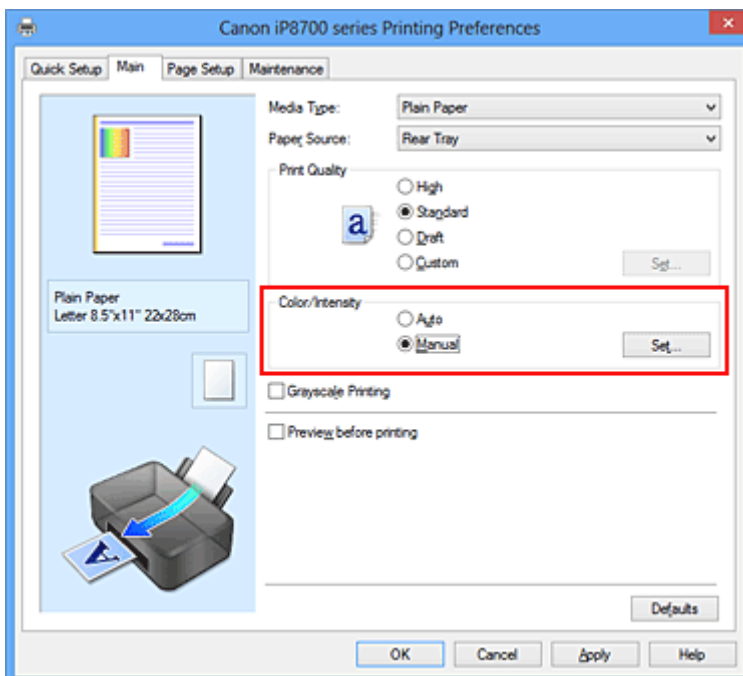 Canon iP8700 series Printing Preferences
Quick Setup Main Page Setup Maintenance
Media Type: Plain Paper
Paper Source: Rear Tray
Print Quality
High
a Standard
Draft
Custom Set...
Plain Paper
Letter 8.5"x11" 22x28cm
Color/Intensity
Auto
Manual Set...
Grayscale Printing
Preview before printing
A
Defaults
OK Cancel Apply Help